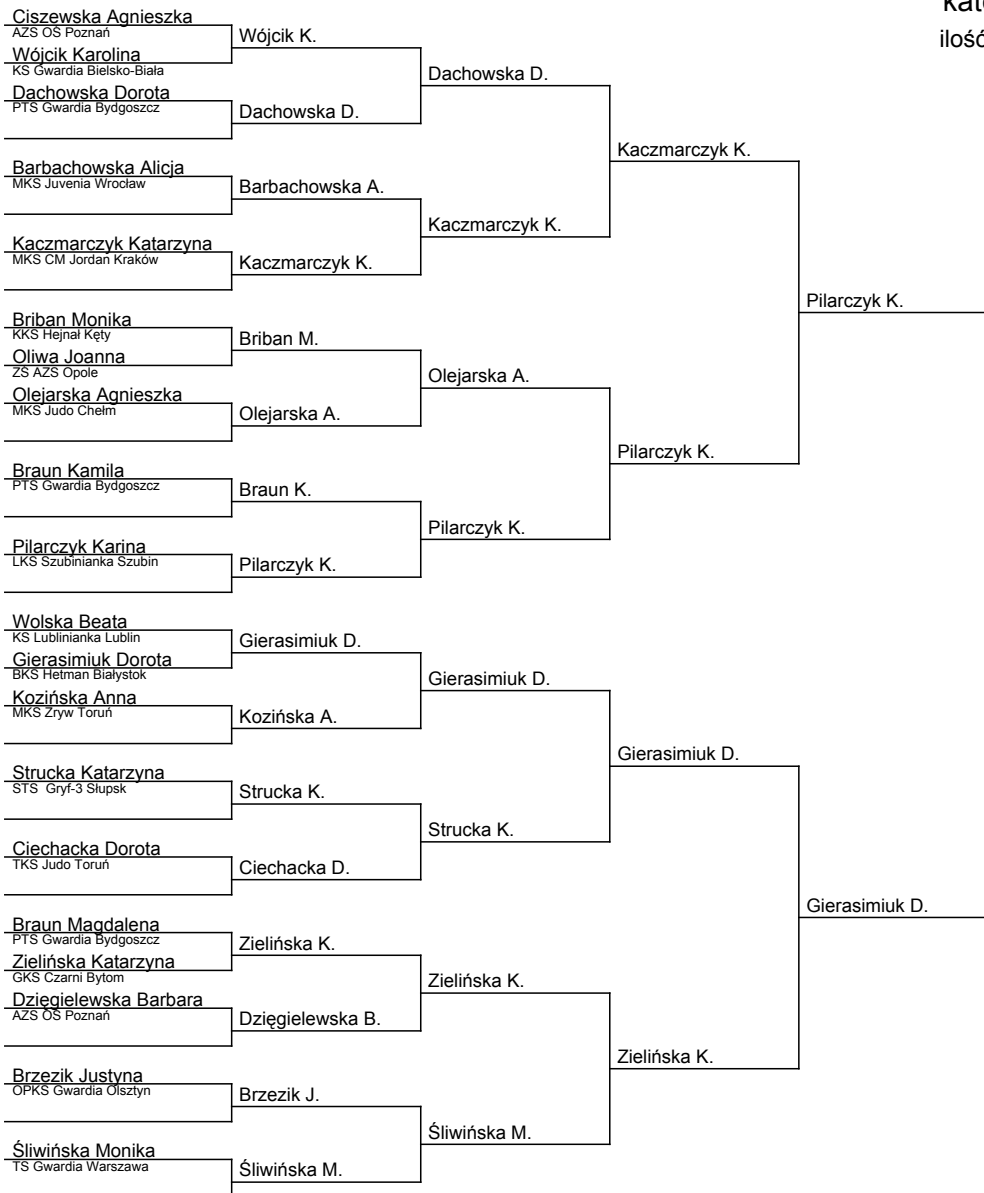 kat
ilość
Ciszewska Agnieszka
AZS OŚ Poznań
Wójcik K.
Wójcik Karolina
KS Gwardia Bielsko-Biała
Dachowska D.
Dachowska Dorota
PTS Gwardia Bydgoszcz
Dachowska D.
Kaczmarczyk K.
Barbachowska Alicja
MKS Juvenia Wrocław
Barbachowska A.
Kaczmarczyk K.
Kaczmarczyk Katarzyna
MKS CM Jordan Kraków
Kaczmarczyk K.
Pilarczyk K.
Briban Monika
KKS Hejnał Kęty
Briban M.
Oliwa Joanna
ZŚ AZS Opole
Olejarska A.
Olejarska Agnieszka
MKS Judo Chełm
Olejarska A.
Pilarczyk K.
Braun Kamila
PTS Gwardia Bydgoszcz
Braun K.
Pilarczyk K.
Pilarczyk Karina
LKS Szubinianka Szubin
Pilarczyk K.
Wolska Beata
KS Lublinianka Lublin
Gierasimiuk D.
Gierasimiuk Dorota
BKS Hetman Białystok
Gierasimiuk D.
Kozińska Anna
MKS Zryw Toruń
Kozińska A.
Gierasimiuk D.
Strucka Katarzyna
STS Gryf-3 Słupsk
Strucka K.
Strucka K.
Ciechacka Dorota
TKS Judo Toruń
Ciechacka D.
Gierasimiuk D.
Braun Magdalena
PTS Gwardia Bydgoszcz
Zielińska K.
Zielińska Katarzyna
GKS Czarni Bytom
Zielińska K.
Dzięgielewska Barbara
AZS OŚ Poznań
Dzięgielewska B.
Zielińska K.
Brzezik Justyna
OPKS Gwardia Olsztyn
Brzezik J.
Śliwińska M.
Śliwińska Monika
TS Gwardia Warszawa
Śliwińska M.